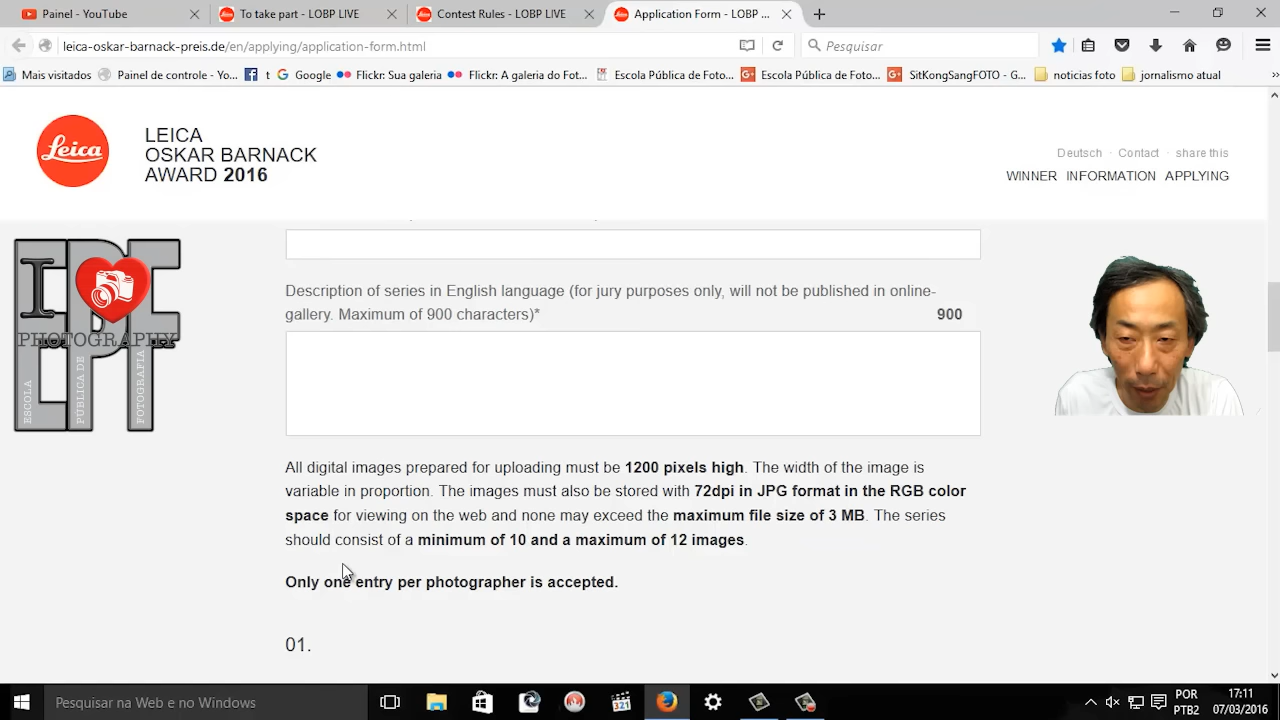 Painel - YouTube
To take part - LOBP LIVE
Contest Rules - LOBP LIVE
Application Form - LOBP ...
leica-oskar-barnack-preis.de/en/applying/application-form.html
Pesquisar
Mais visitados
Painel de controle - Yo...
t
Google
Flickr: Sua galeria
Flickr: A galeria do Fot...
Escola Pública de Foto...
Escola Pública de Foto...
SitKongSangFOTO - G...
noticias foto
jornalismo atual
Leica
LEICA
OSKAR BARNACK
AWARD 2016
Deutsch · Contact · share this
WINNER INFORMATION APPLYING
I
PHOTOGRAPHY
ESCOLA
PÚBLICA DE
FOTOGRAFIA
Description of series in English language (for jury purposes only, will not be published in online-
gallery. Maximum of 900 characters)*
900
All digital images prepared for uploading must be 1200 pixels high. The width of the image is
variable in proportion. The images must also be stored with 72dpi in JPG format in the RGB color
space for viewing on the web and none may exceed the maximum file size of 3 MB. The series
should consist of a minimum of 10 and a maximum of 12 images.
Only one entry per photographer is accepted.
01.
Pesquisar na Web e no Windows
321
POR
PTB2
17:11
07/03/2016